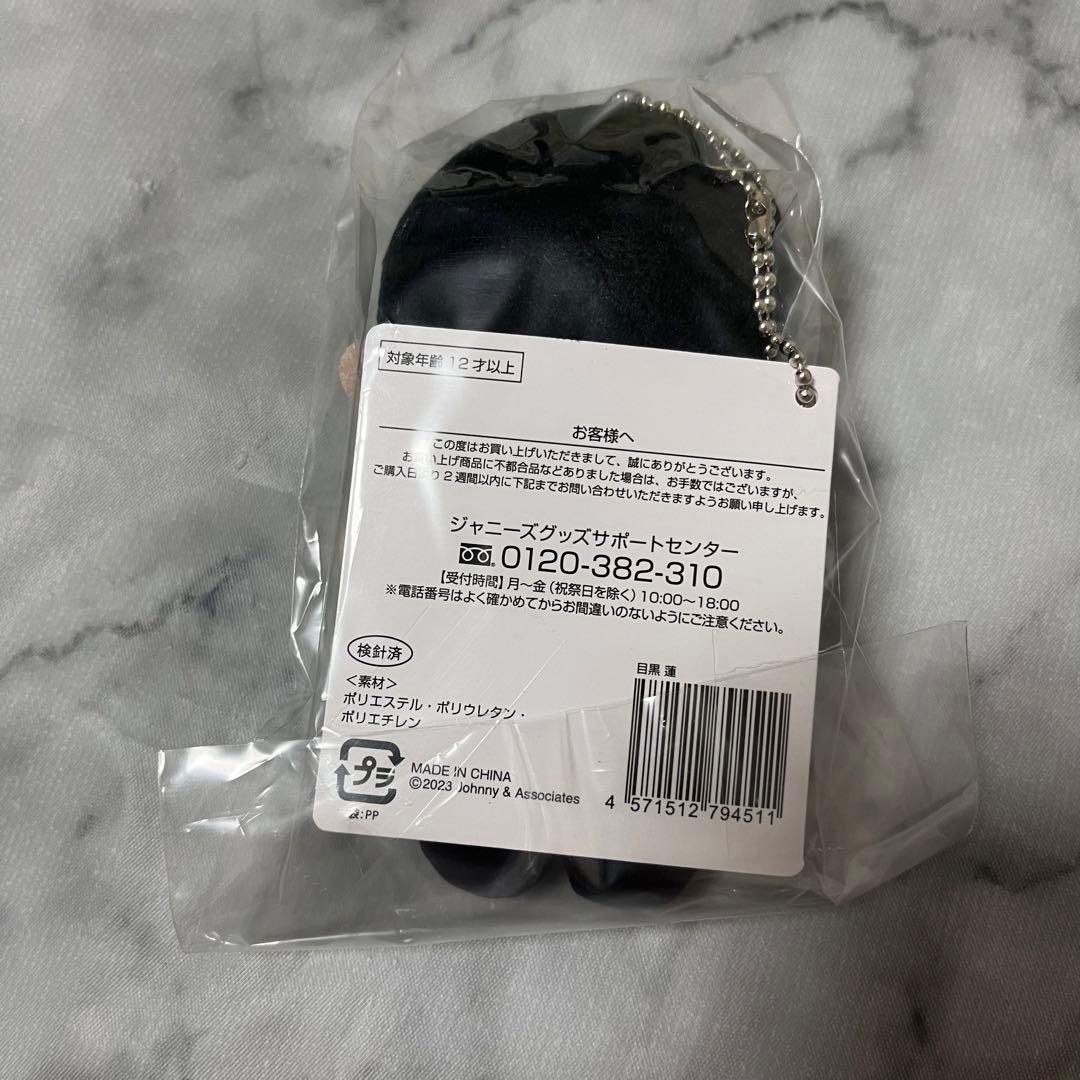 対象年齢 12才以上
お客様へ
この度はお買い上げいただきまして、誠にありがとうございます。
お買い上げ商品に不都合品などありました場合は、お手数ではございますが、
ご購入日より2週間以内に下記までお問い合わせいただきますようお願い申し上げます。
ジャニーズグッズサポートセンター
0120-382-310
【受付時間】月〜金(祝祭日を除く)10:00〜18:00
※電話番号はよく確かめてからお間違いのないようにご注意ください。
検針済
<素材>
ポリエステル・ポリウレタン・
ポリエチレン
目黒 蓮
プラ
袋:PP
MADE IN CHINA
©2023 Johnny & Associates
4 571512 794511